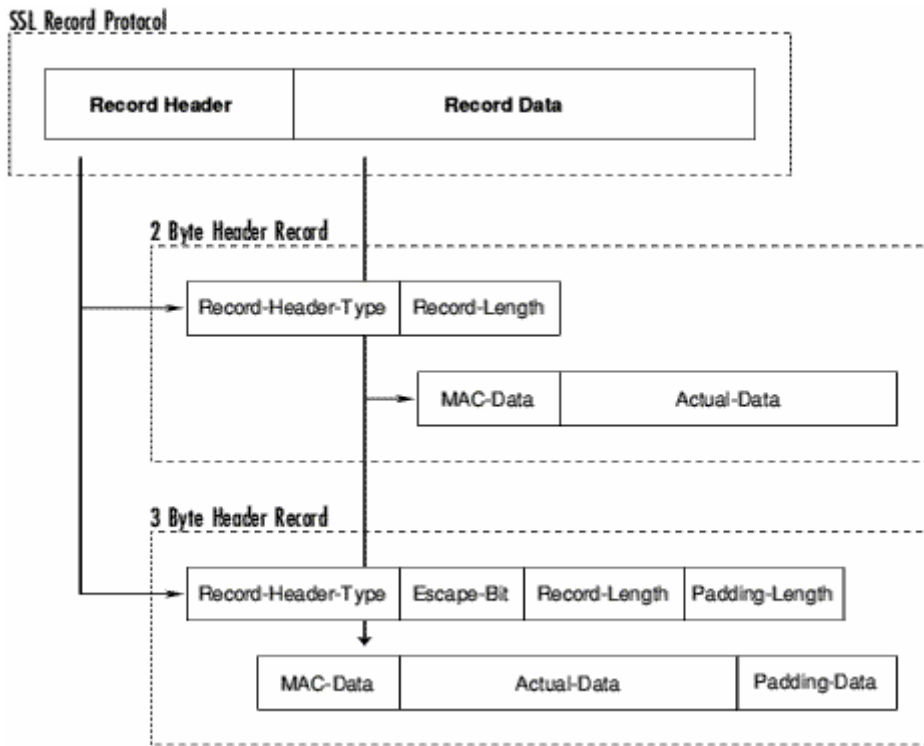 SSL Record Protocol
Record Header Record Data
2 Byte Header Record
Record-Header-Type Record-Length
MAC-Data Actual-Data
3 Byte Header Record
Record-Header-Type Escape-Bit Record-Length Padding-Length
MAC-Data Actual-Data Padding-Data